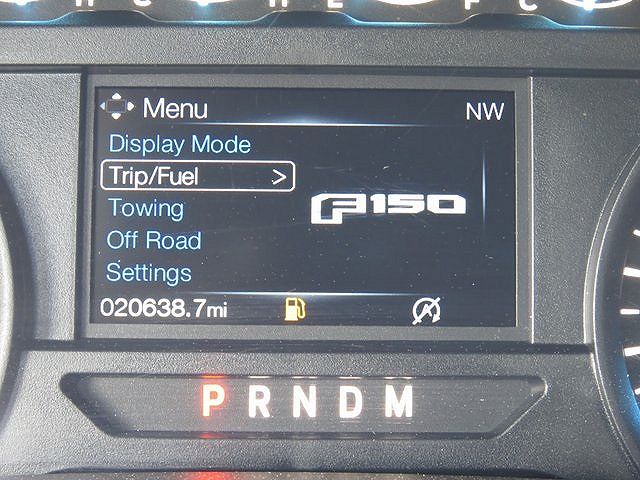 H C H E F C
Menu NW
Display Mode
Trip/Fuel >
Towing
F150
Off Road
Settings
020638.7mi
P R N D M